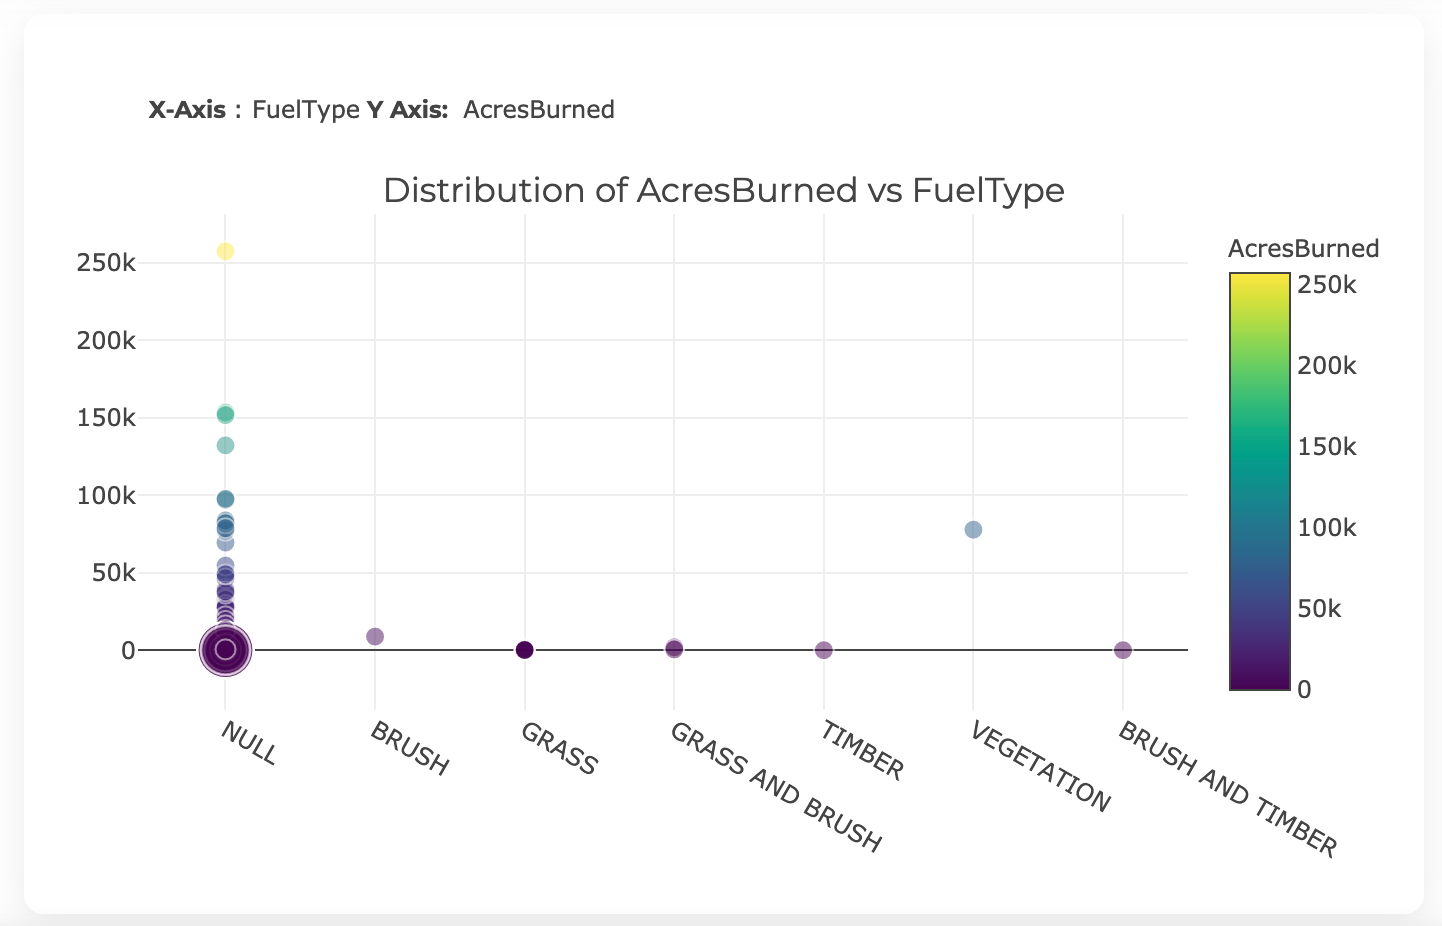 X-Axis : FuelType Y Axis: AcresBurned
Distribution of AcresBurned vs FuelType
AcresBurned
250k
200k
150k
100k
50k
0
250k
200k
150k
100k
50k
0
NULL
BRUSH
GRASS
GRASS AND BRUSH
TIMBER
VEGETATION
BRUSH AND TIMBER